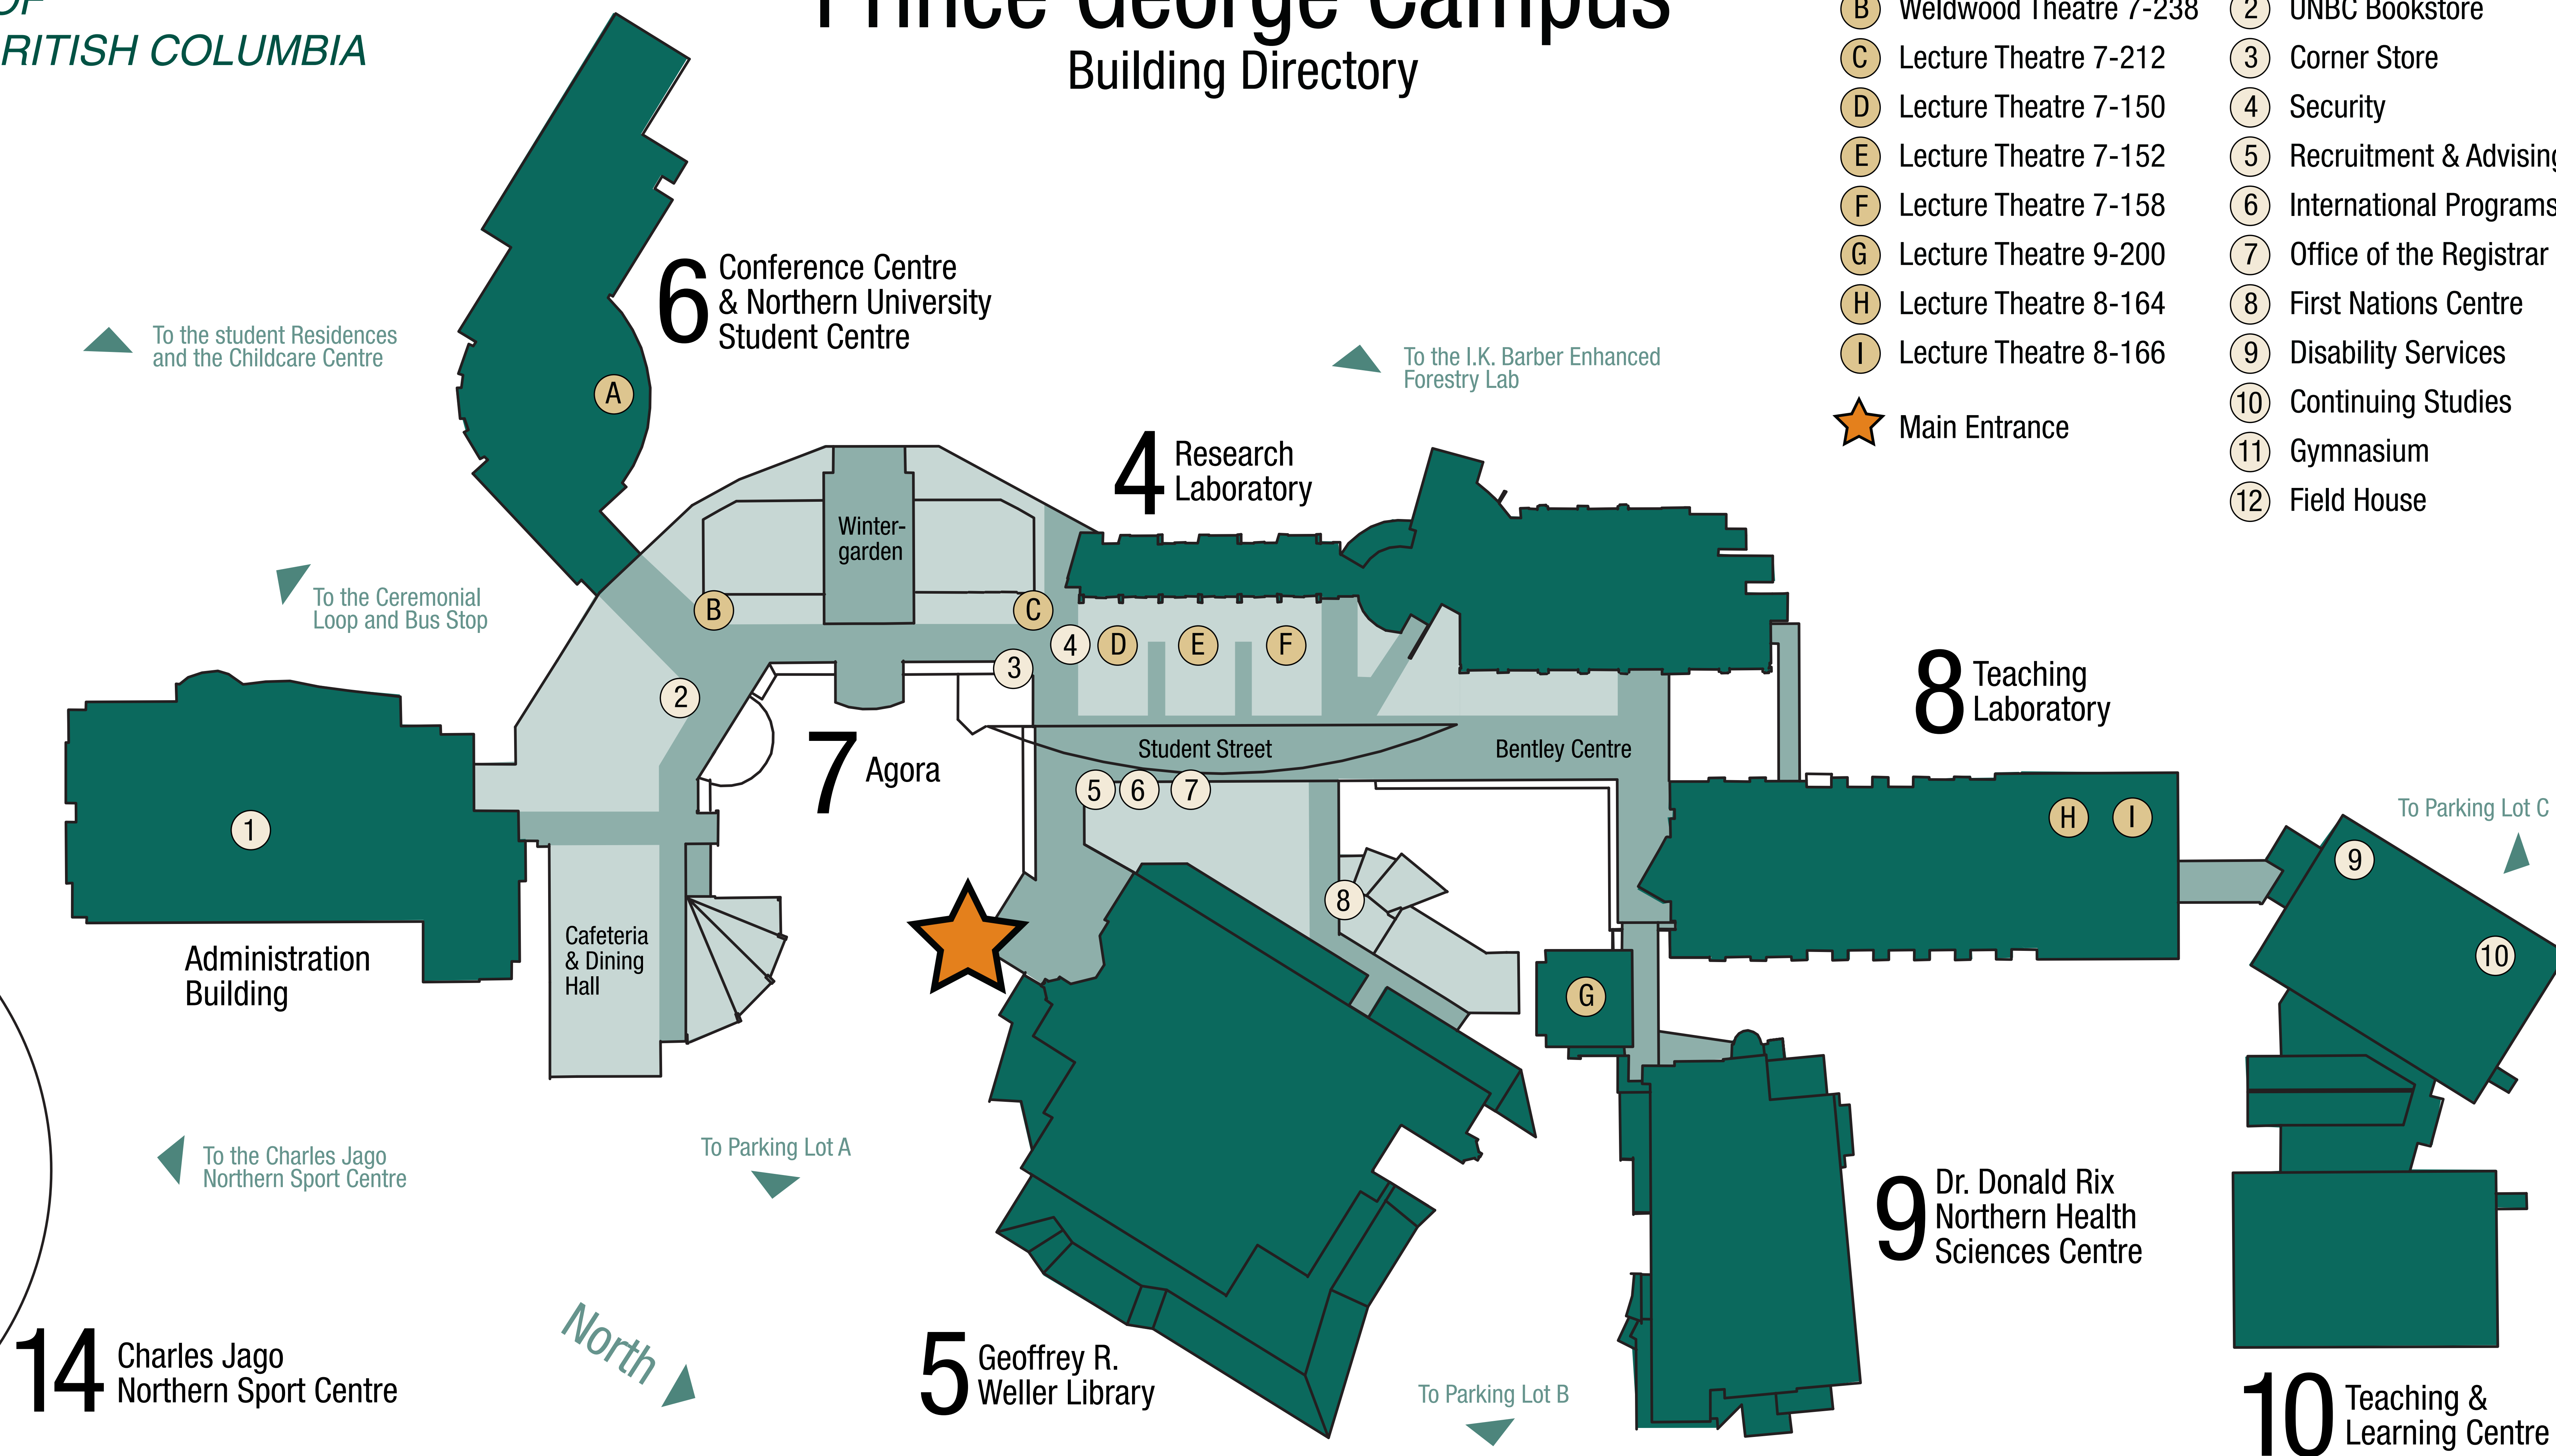 OF
RITISH COLUMBIA
Prince George Campus
Building Directory
B Weldwood Theatre 7-238
C Lecture Theatre 7-212
D Lecture Theatre 7-150
E Lecture Theatre 7-152
F Lecture Theatre 7-158
G Lecture Theatre 9-200
H Lecture Theatre 8-164
I Lecture Theatre 8-166
Main Entrance
2 UNBC Bookstore
3 Corner Store
4 Security
5 Recruitment & Advising
6 International Programs
7 Office of the Registrar
8 First Nations Centre
9 Disability Services
10 Continuing Studies
11 Gymnasium
12 Field House
6 Conference Centre
& Northern University
Student Centre
To the student Residences
and the Childcare Centre
A
To the I.K. Barber Enhanced
Forestry Lab
4 Research
Laboratory
Winter-
garden
To the Ceremonial
Loop and Bus Stop
B
C
4
D
E
F
3
2
8 Teaching
Laboratory
7 Agora
Student Street
Bentley Centre
5
6
7
1
H
I
To Parking Lot C
9
8
10
G
Cafeteria
& Dining
Hall
Administration
Building
To the Charles Jago
Northern Sport Centre
To Parking Lot A
9 Dr. Donald Rix
Northern Health
Sciences Centre
North
14 Charles Jago
Northern Sport Centre
5 Geoffrey R.
Weller Library
To Parking Lot B
10 Teaching &
Learning Centre